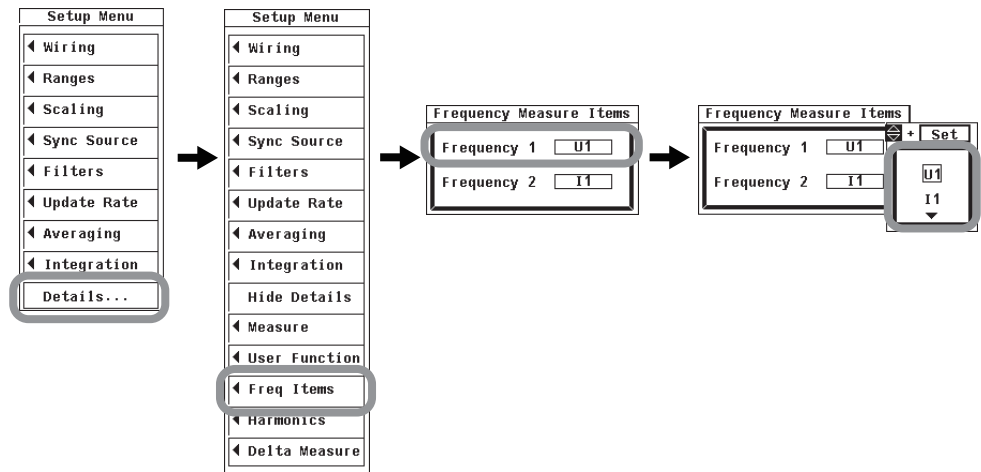 Setup Menu
Wiring
Ranges
Scaling
Sync Source
Filters
Update Rate
Averaging
Integration
Details...
Setup Menu
Wiring
Ranges
Scaling
Sync Source
Filters
Update Rate
Averaging
Integration
Hide Details
Measure
User Function
Freq Items
Harmonics
Delta Measure
Frequency Measure Items
Frequency 1 U1
Frequency 2 I1
Frequency Measure Items
+ Set
Frequency 1 U1
Frequency 2 I1
U1
I1